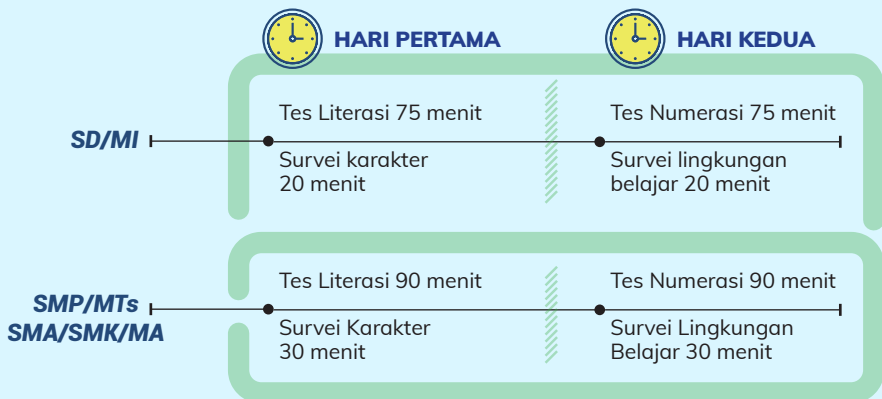 HARI PERTAMA
HARI KEDUA
SD/MI
Tes Literasi 75 menit
Survei karakter
20 menit
Tes Numerasi 75 menit
Survei lingkungan
belajar 20 menit
SMP/MTs
SMA/SMK/MA
Tes Literasi 90 menit
Survei Karakter
30 menit
Tes Numerasi 90 menit
Survei Lingkungan
Belajar 30 menit